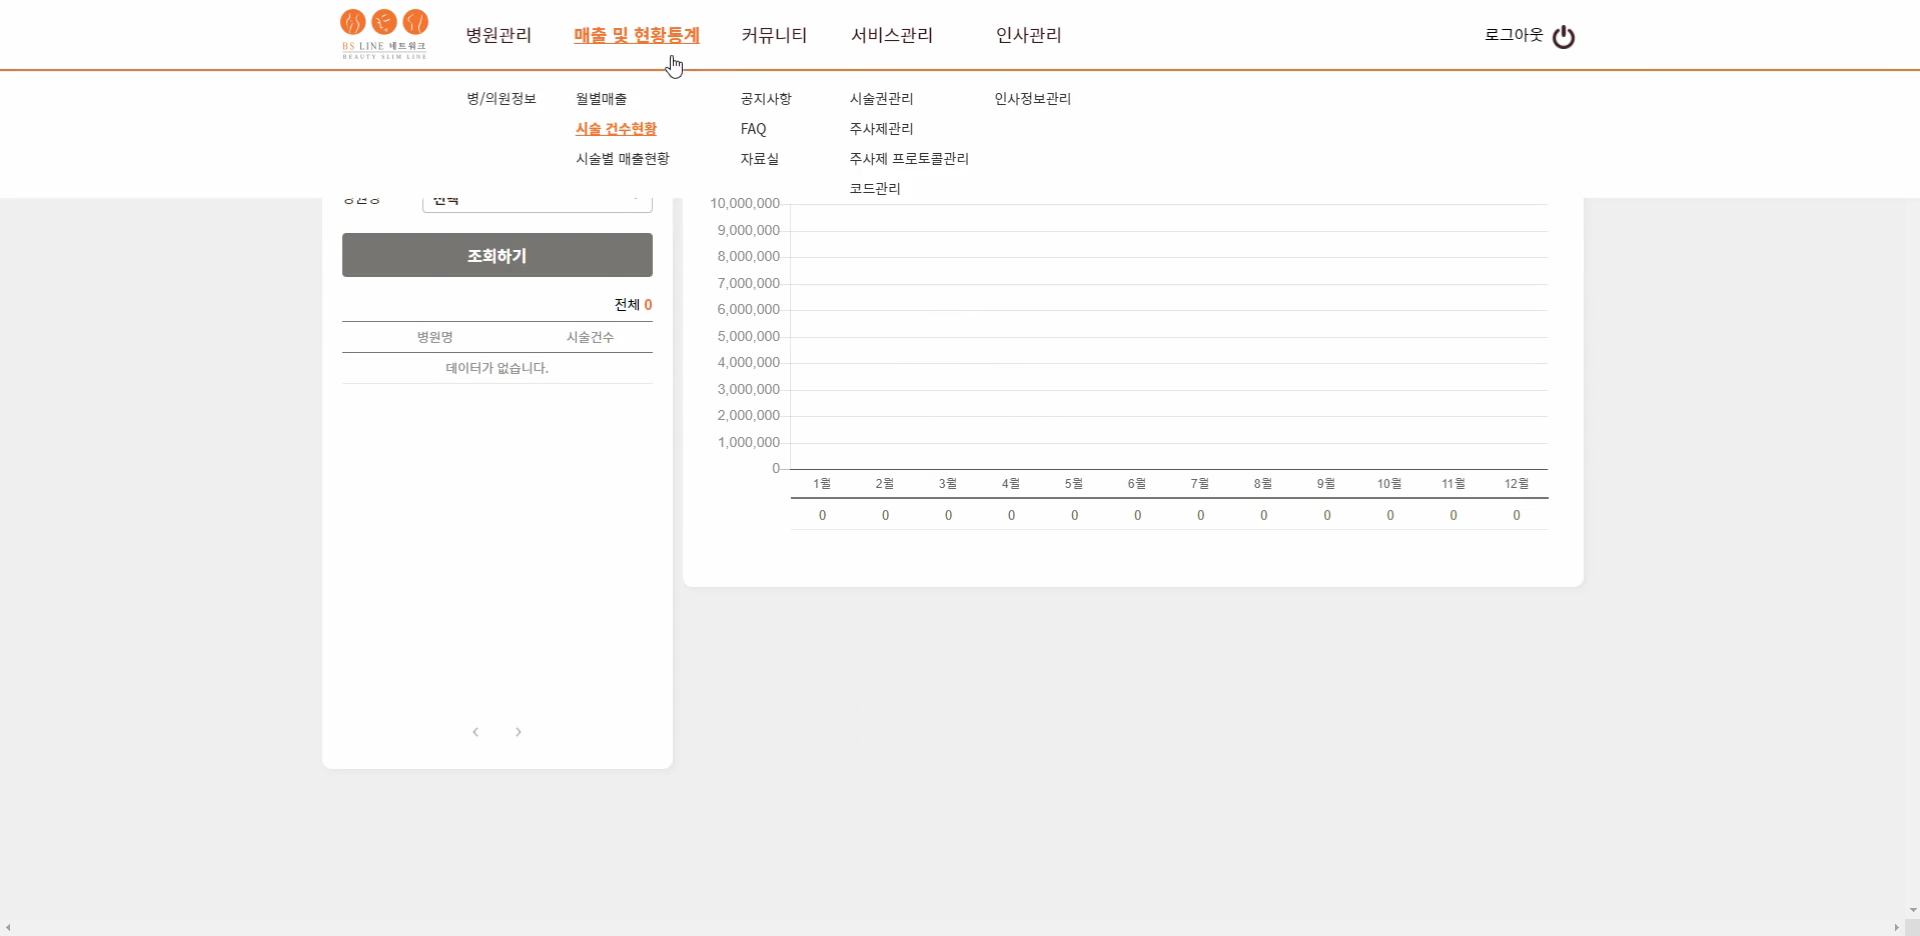 BS LINE 네트워크
BEAUTY SLIM LINE
병원관리 매출 및 현황통계 커뮤니티 서비스관리 인사관리 로그아웃
병/의원정보 월별매출 공지사항 시술권관리 인사정보관리
시술 건수현황 FAQ 주사제관리
시술별 매출현황 자료실 주사제 프로토콜관리
코드관리
조회하기
전체 0
병원명 시술건수
데이터가 없습니다.
10,000,000
9,000,000
8,000,000
7,000,000
6,000,000
5,000,000
4,000,000
3,000,000
2,000,000
1,000,000
0
1월 2월 3월 4월 5월 6월 7월 8월 9월 10월 11월 12월
0 0 0 0 0 0 0 0 0 0 0 0